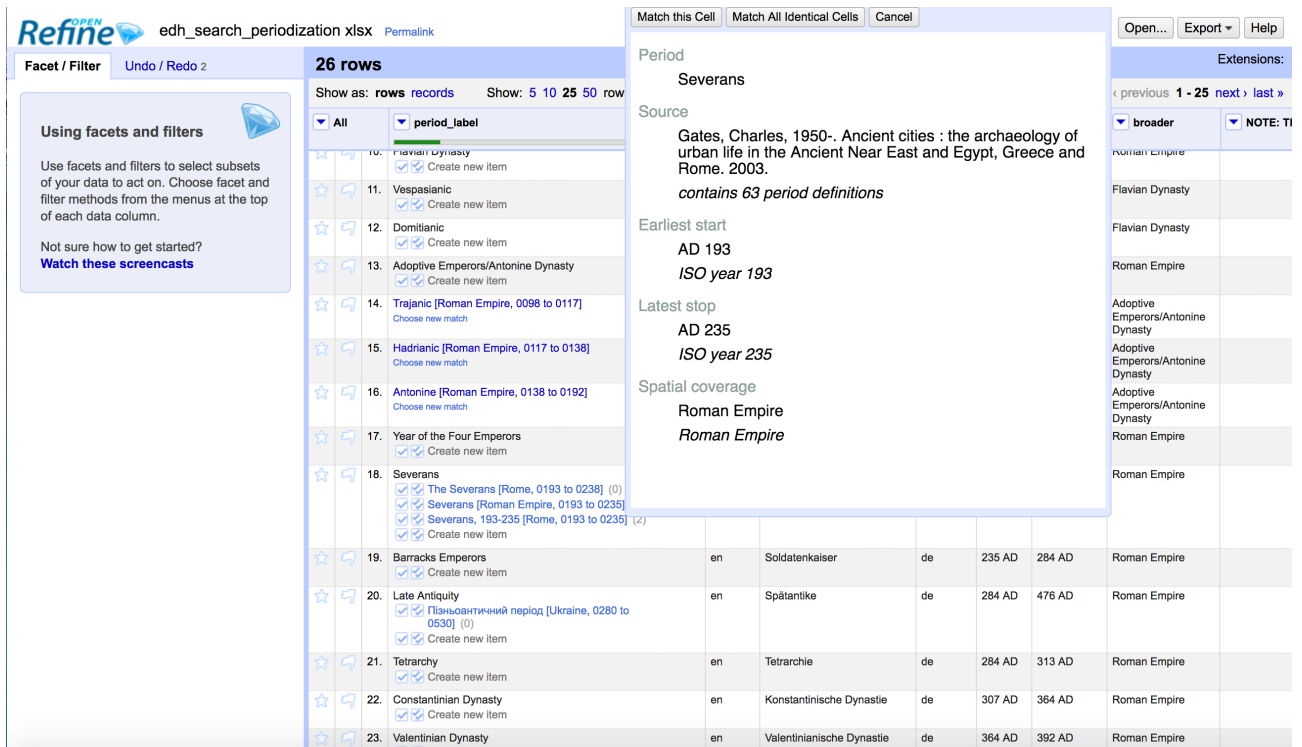 OPEN
Refine
edh_search_periodization xlsx Permalink
Open... Export Help
Facet / Filter Undo / Redo 2
Using facets and filters
Use facets and filters to select subsets
of your data to act on. Choose facet and
filter methods from the menus at the top
of each data column.
Not sure how to get started?
Watch these screencasts
26 rows
Extensions:
Show as: rows records Show: 5 10 25 50 row
‹ previous 1 - 25 next › last »
All period_label broader NOTE: Tl
10. Flavian Dynasty Roman Empire
Create new item
11. Vespasianic Flavian Dynasty
Create new item
12. Domitianic Flavian Dynasty
Create new item
13. Adoptive Emperors/Antonine Dynasty Roman Empire
Create new item
14. Trajanic [Roman Empire, 0098 to 0117] Adoptive
Choose new match Emperors/Antonine
Dynasty
15. Hadrianic [Roman Empire, 0117 to 0138] Adoptive
Choose new match Emperors/Antonine
Dynasty
16. Antonine [Roman Empire, 0138 to 0192] Adoptive
Choose new match Emperors/Antonine
Dynasty
17. Year of the Four Emperors Roman Empire
Create new item
18. Severans Roman Empire
The Severans [Rome, 0193 to 0238] (0)
Severans [Roman Empire, 0193 to 0235]
Severans, 193-235 [Rome, 0193 to 0235] (2)
Create new item
19. Barracks Emperors en Soldatenkaiser de 235 AD 284 AD Roman Empire
Create new item
20. Late Antiquity en Spätantike de 284 AD 476 AD Roman Empire
Пізньоантичний період [Ukraine, 0280 to
0530] (0)
Create new item
21. Tetrarchy en Tetrarchie de 284 AD 313 AD Roman Empire
Create new item
22. Constantinian Dynasty en Konstantinische Dynastie de 307 AD 364 AD Roman Empire
Create new item
23. Valentinian Dynasty en Valentinianische Dynastie de 364 AD 392 AD Roman Empire
Match this Cell Match All Identical Cells Cancel
Period
Severans
Source
Gates, Charles, 1950-. Ancient cities : the archaeology of
urban life in the Ancient Near East and Egypt, Greece and
Rome. 2003.
contains 63 period definitions
Earliest start
AD 193
ISO year 193
Latest stop
AD 235
ISO year 235
Spatial coverage
Roman Empire
Roman Empire